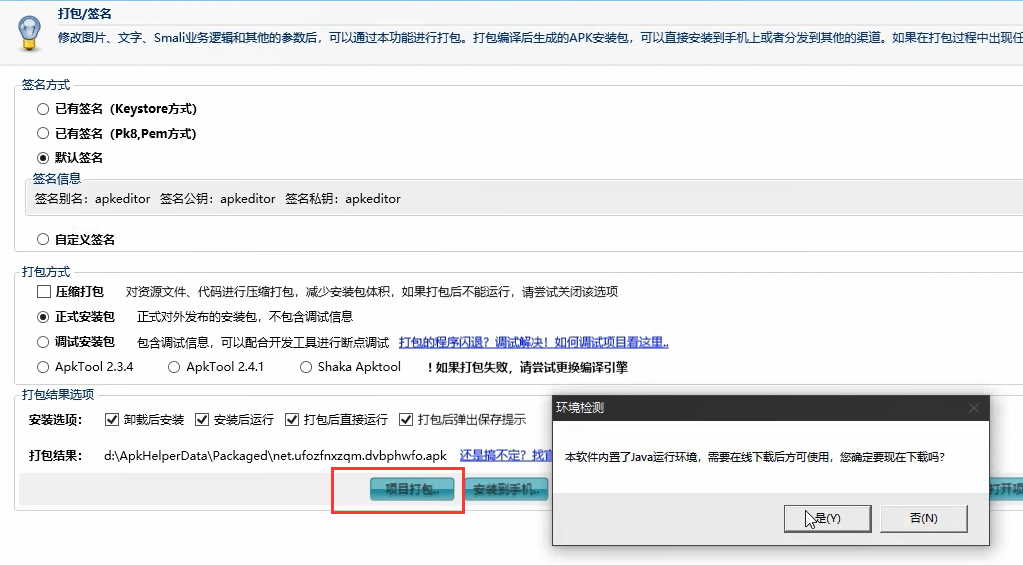 打包/签名
修改图片、文字、Smali业务逻辑和其他的参数后，可以通过本功能进行打包。打包编译后生成的APK安装包，可以直接安装到手机上或者分发到其他的渠道。如果在打包过程中出现任
签名方式
已有签名（Keystore方式）
已有签名（Pk8,Pem方式）
默认签名
签名信息
签名别名：apkeditor 签名公钥：apkeditor 签名私钥：apkeditor
自定义签名
打包方式
压缩打包 对资源文件、代码进行压缩打包，减少安装包体积，如果打包后不能运行，请尝试关闭该选项
正式安装包 正式对外发布的安装包，不包含调试信息
调试安装包 包含调试信息，可以配合开发工具进行断点调试 打包的程序闪退？调试解决！如何调试项目看这里..
ApkTool 2.3.4 ApkTool 2.4.1 Shaka Apktool ！如果打包失败，请尝试更换编译引擎
打包结果选项
安装选项： 卸载后安装 安装后运行 打包后直接运行 打包后弹出保存提示
打包结果： d:\ApkHelperData\Packaged\net.ufozfnxzqm.dvbphwfo.apk 还是搞不定？找官
项目打包.. 安装到手机.. 打开项
环境检测
本软件内置了Java运行环境，需要在线下载后方可使用，您确定要现在下载吗？
是(Y) 否(N)